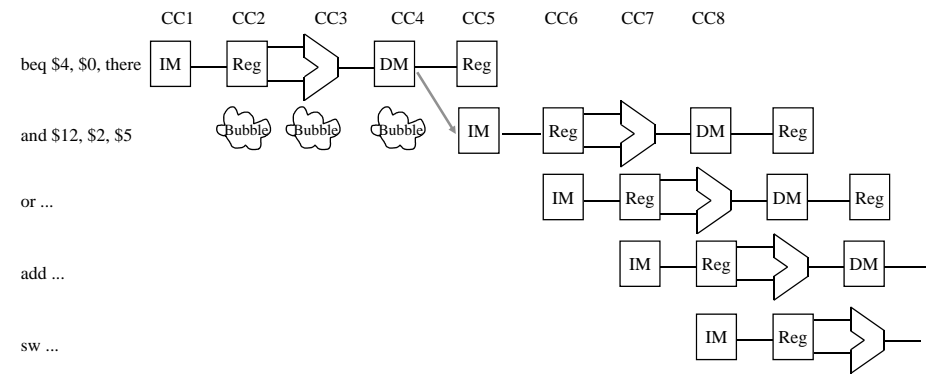 CC1 CC2 CC3 CC4 CC5 CC6 CC7 CC8
beq $4, $0, there IM Reg DM Reg
and $12, $2, $5 Bubble Bubble Bubble IM Reg DM Reg
or ... IM Reg DM Reg
add ... IM Reg DM
sw ... IM Reg